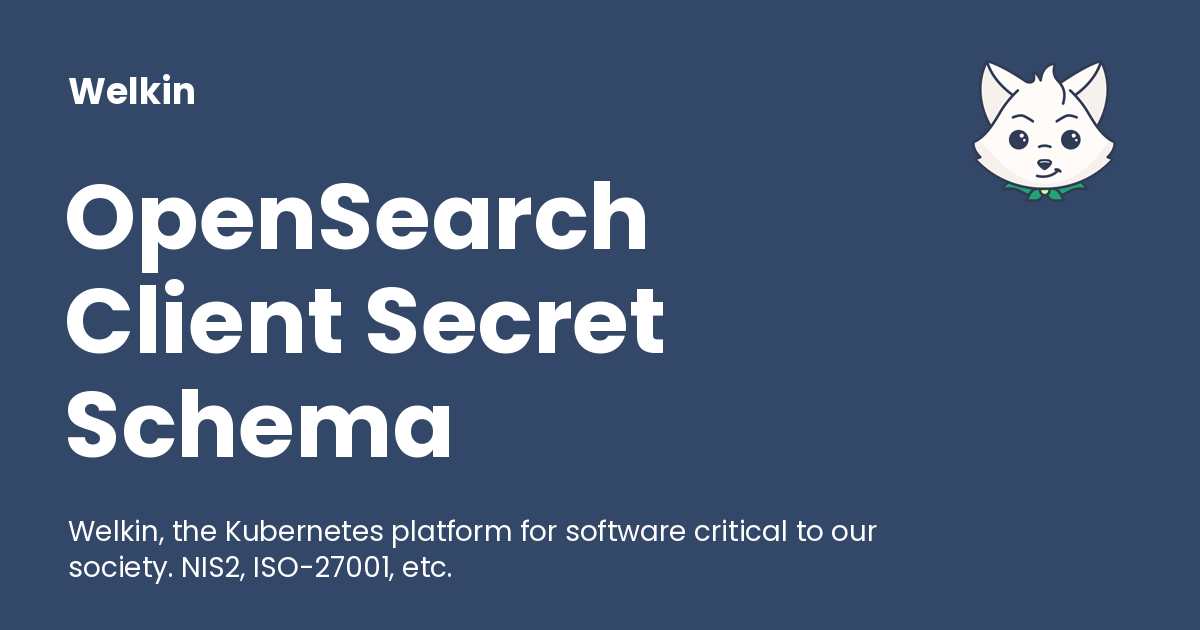 Welkin
OpenSearch
Client Secret
Schema
Welkin, the Kubernetes platform for software critical to our
society. NIS2, ISO-27001, etc.